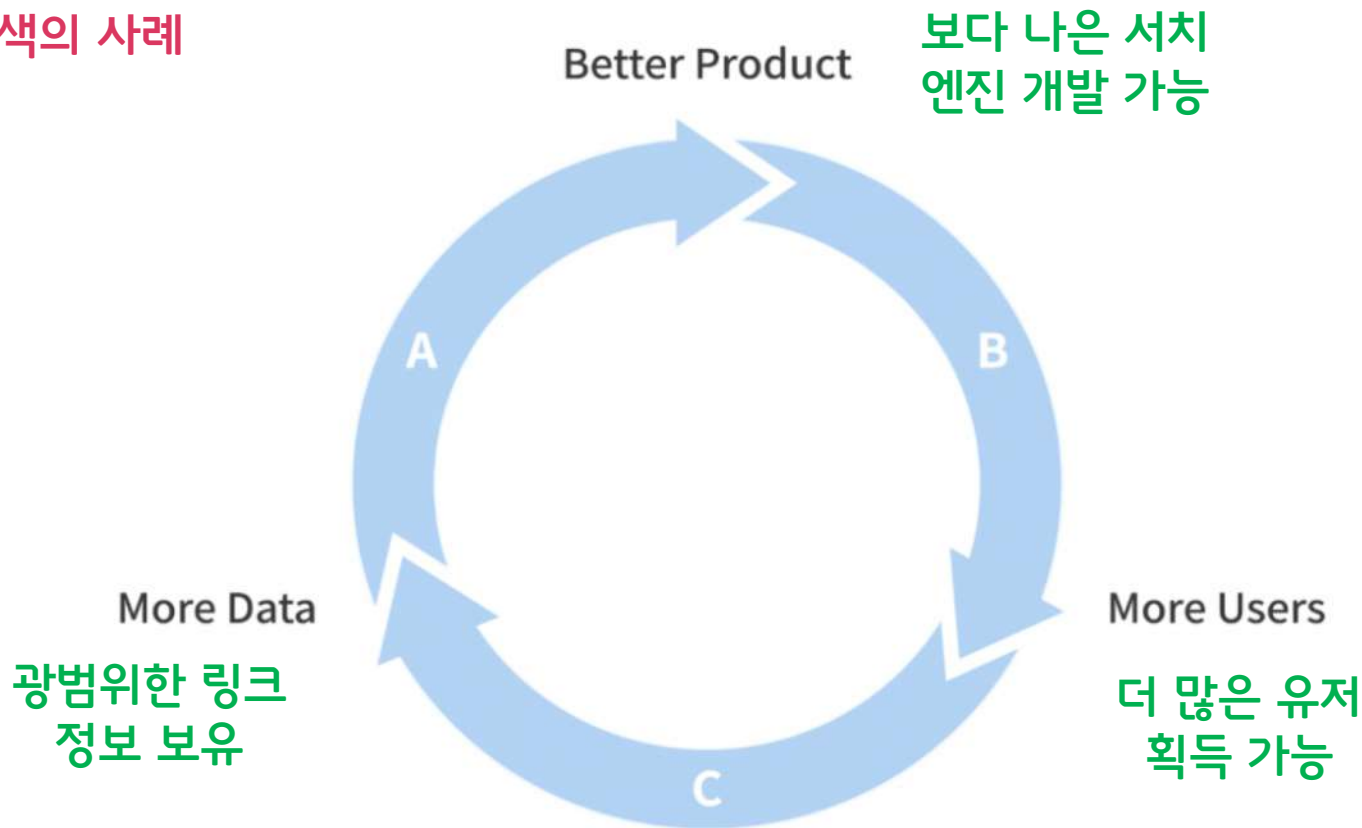 색의 사례
Better Product
보다 나은 서치
엔진 개발 가능
A
B
More Data
광범위한 링크
정보 보유
More Users
더 많은 유저
획득 가능
C